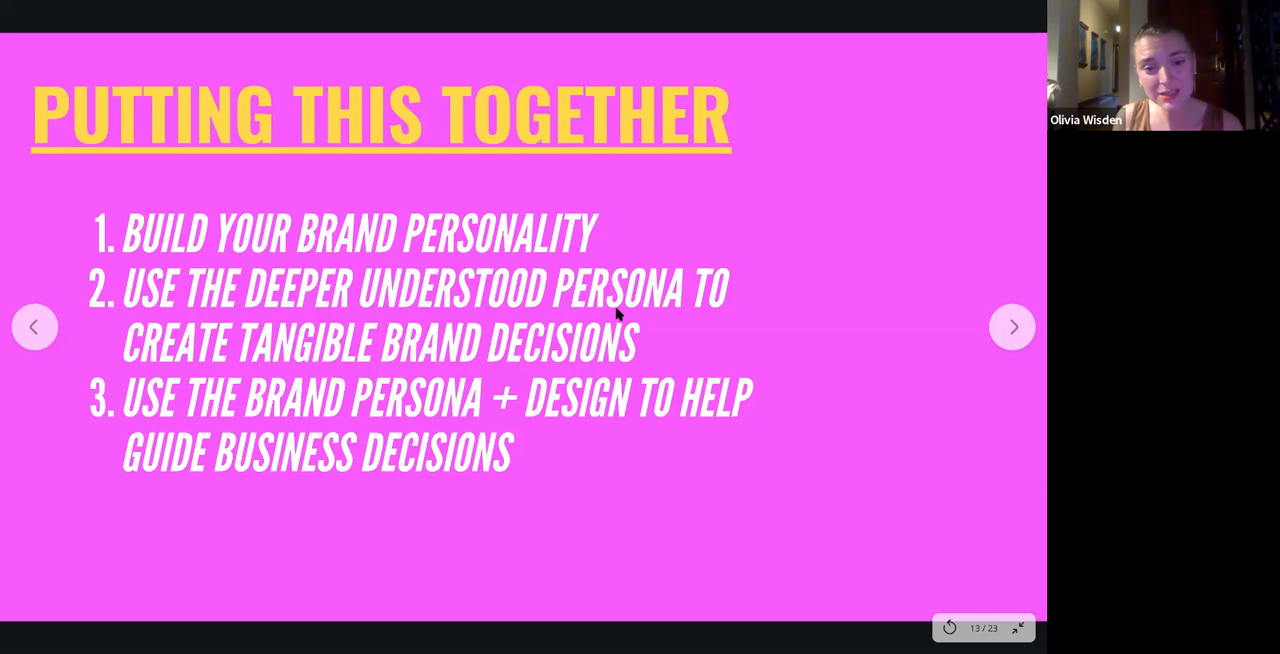 PUTTING THIS TOGETHER
1. BUILD YOUR BRAND PERSONALITY
2. USE THE DEEPER UNDERSTOOD PERSONA TO
CREATE TANGIBLE BRAND DECISIONS
3. USE THE BRAND PERSONA + DESIGN TO HELP
GUIDE BUSINESS DECISIONS
Olivia Wisden
13 / 23